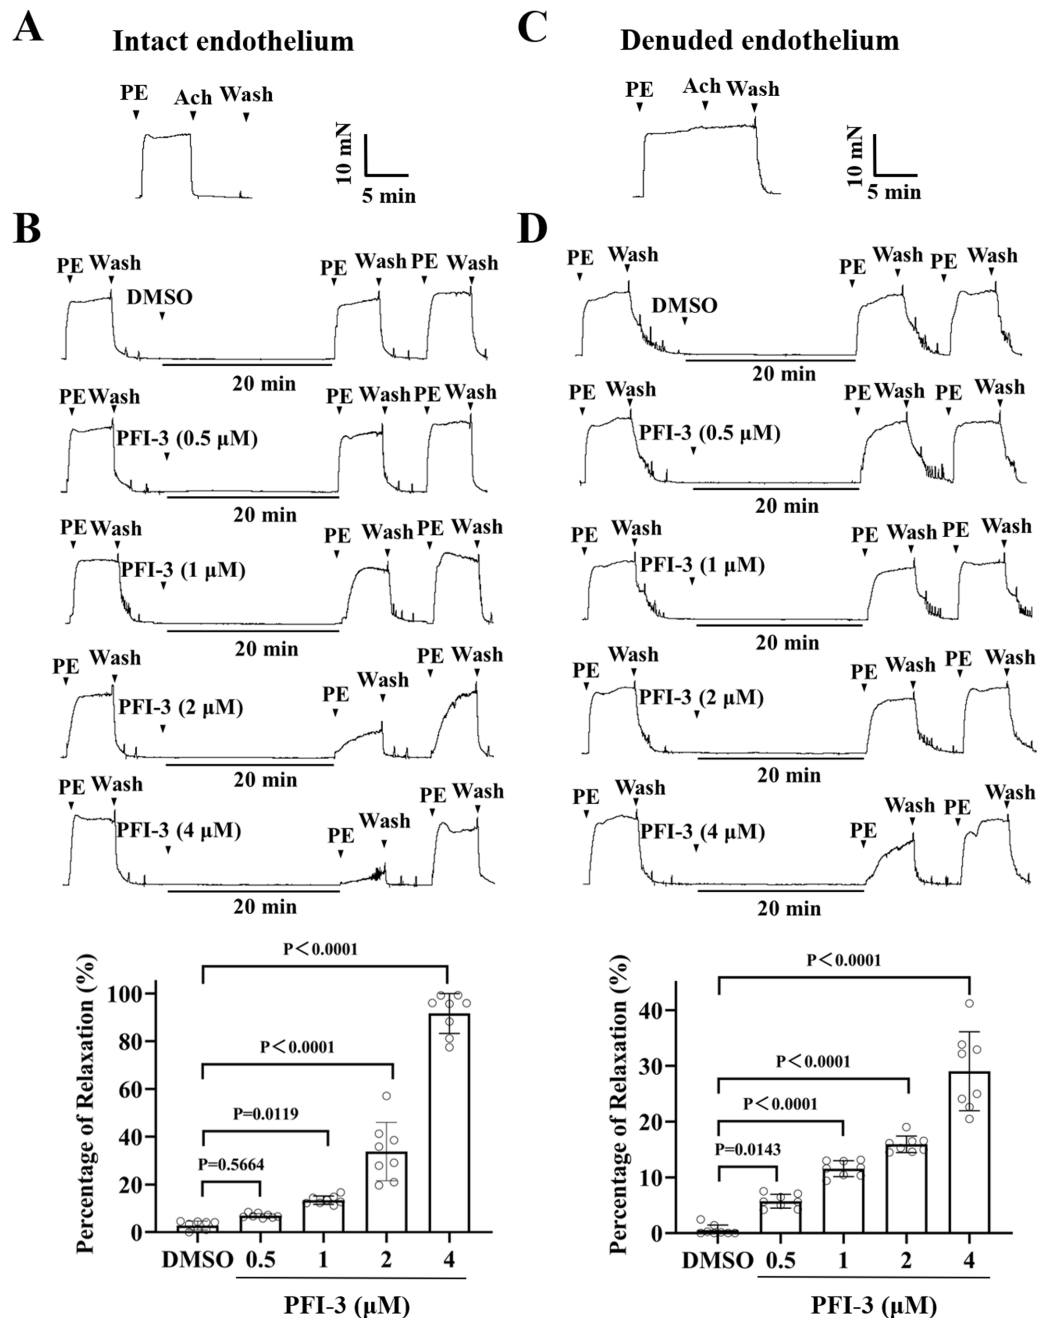 A
Intact endothelium
PE
Ach
Wash
10 mN
5 min
B
PE Wash
DMSO
PE Wash PE Wash
20 min
PE Wash
PFI-3 (0.5 μM)
PE Wash PE Wash
20 min
PE Wash
PFI-3 (1 μM)
PE Wash PE Wash
20 min
PE Wash
PFI-3 (2 μM)
PE Wash PE Wash
20 min
PE Wash
PFI-3 (4 μM)
PE Wash PE Wash
20 min
Percentage of Relaxation (%)
100
80
60
40
20
0
P＜0.0001
P＜0.0001
P=0.0119
P=0.5664
DMSO 0.5 1 2 4
PFI-3 (μM)
C
Denuded endothelium
PE
Ach Wash
10 mN
5 min
D
PE Wash
DMSO
PE Wash PE Wash
20 min
PE Wash
PFI-3 (0.5 μM)
PE Wash PE Wash
20 min
PE Wash
PFI-3 (1 μM)
PE Wash PE Wash
20 min
PE Wash
PFI-3 (2 μM)
PE Wash PE Wash
20 min
PE Wash
PFI-3 (4 μM)
PE Wash PE Wash
20 min
Percentage of Relaxation (%)
40
30
20
10
0
P＜0.0001
P＜0.0001
P＜0.0001
P=0.0143
DMSO 0.5 1 2 4
PFI-3 (μM)